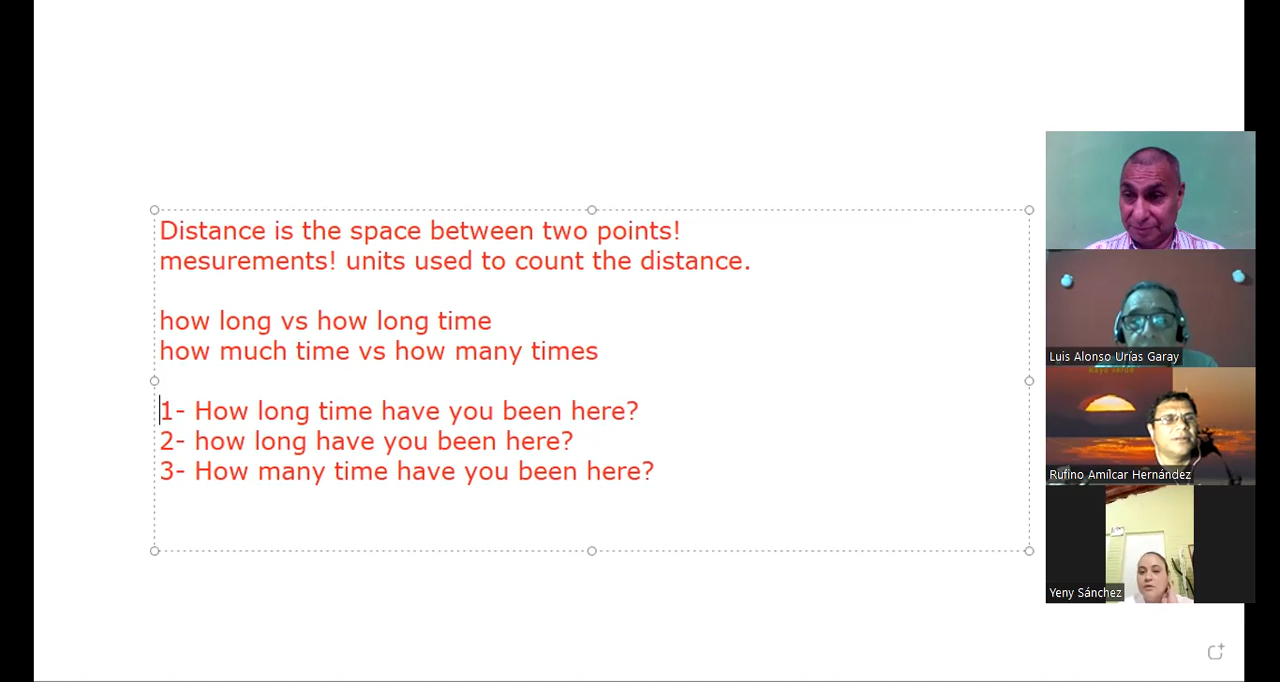 Distance is the space between two points!
mesurements! units used to count the distance.
how long vs how long time
how much time vs how many times
1- How long time have you been here?
2- how long have you been here?
3- How many time have you been here?
Luis Alonso Urías Garay
Rufino Amílcar Hernández
Yeny Sánchez